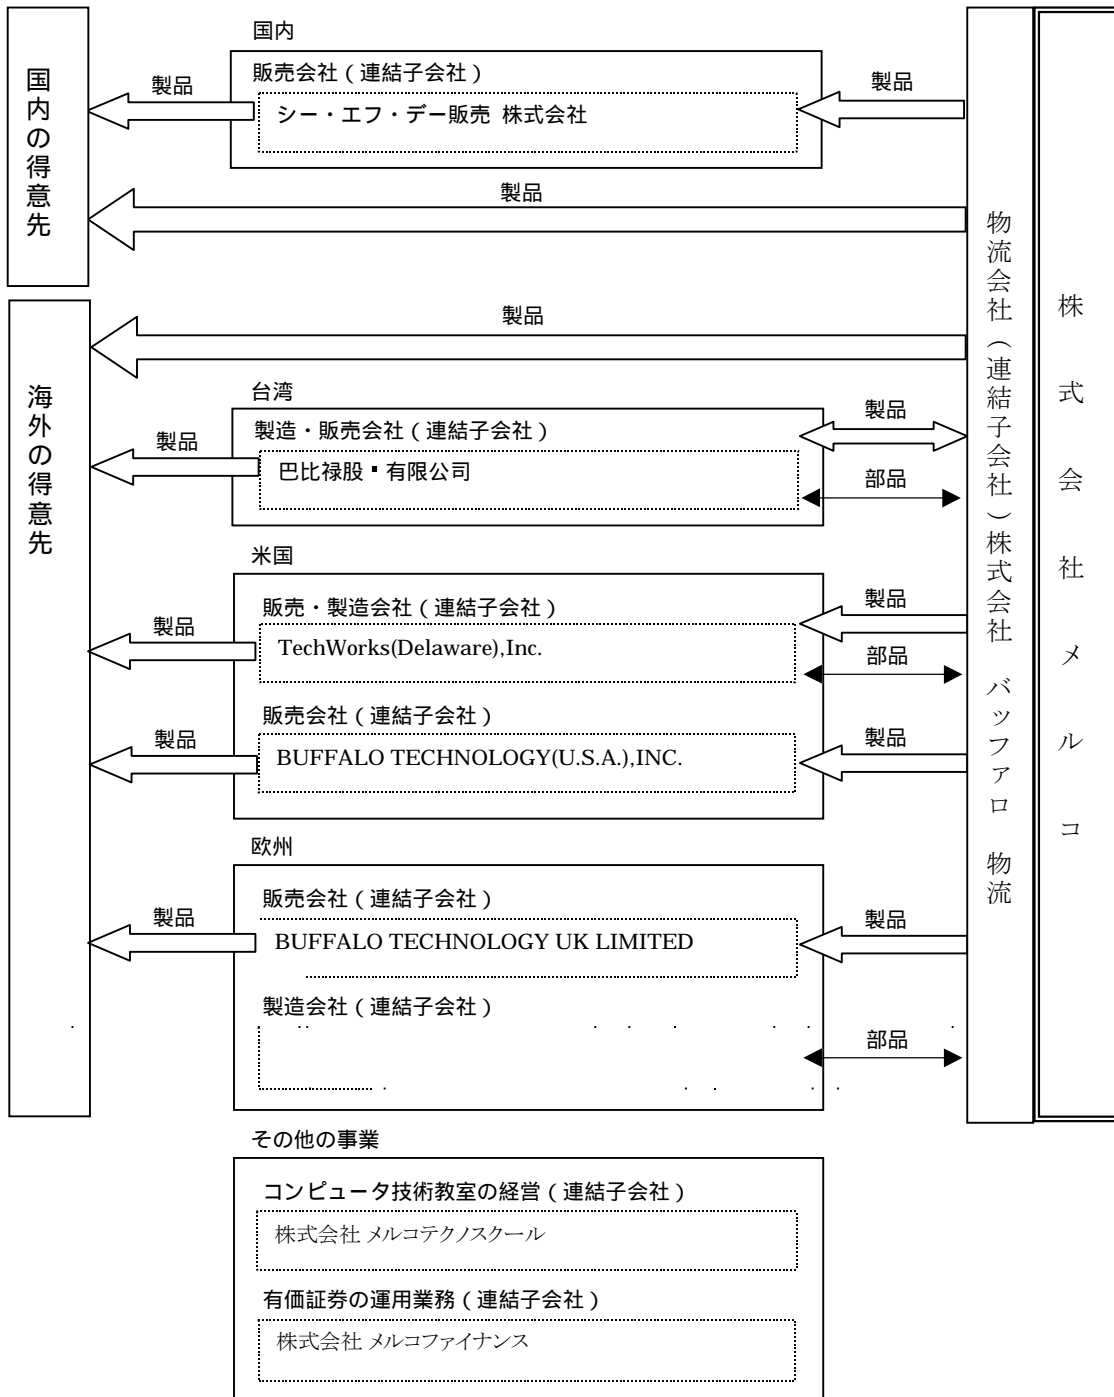 国内
販売会社（連結子会社）
製品
シー・エフ・デー販売 株式会社
製品
国内の得意先
製品
製品
海外の得意先
台湾
製造・販売会社（連結子会社）
製品
巴比禄股▪有限公司
製品
部品
米国
販売・製造会社（連結子会社）
製品
TechWorks(Delaware),Inc.
製品
部品
販売会社（連結子会社）
製品
BUFFALO TECHNOLOGY(U.S.A.),INC.
製品
欧州
販売会社（連結子会社）
製品
BUFFALO TECHNOLOGY UK LIMITED
製品
製造会社（連結子会社）
部品
その他の事業
コンピュータ技術教室の経営（連結子会社）
株式会社 メルコテクノスクール
有価証券の運用業務（連結子会社）
株式会社 メルコファイナンス
物流会社（連結子会社）株式会社 バッファロ 物流
株式会社メルコ